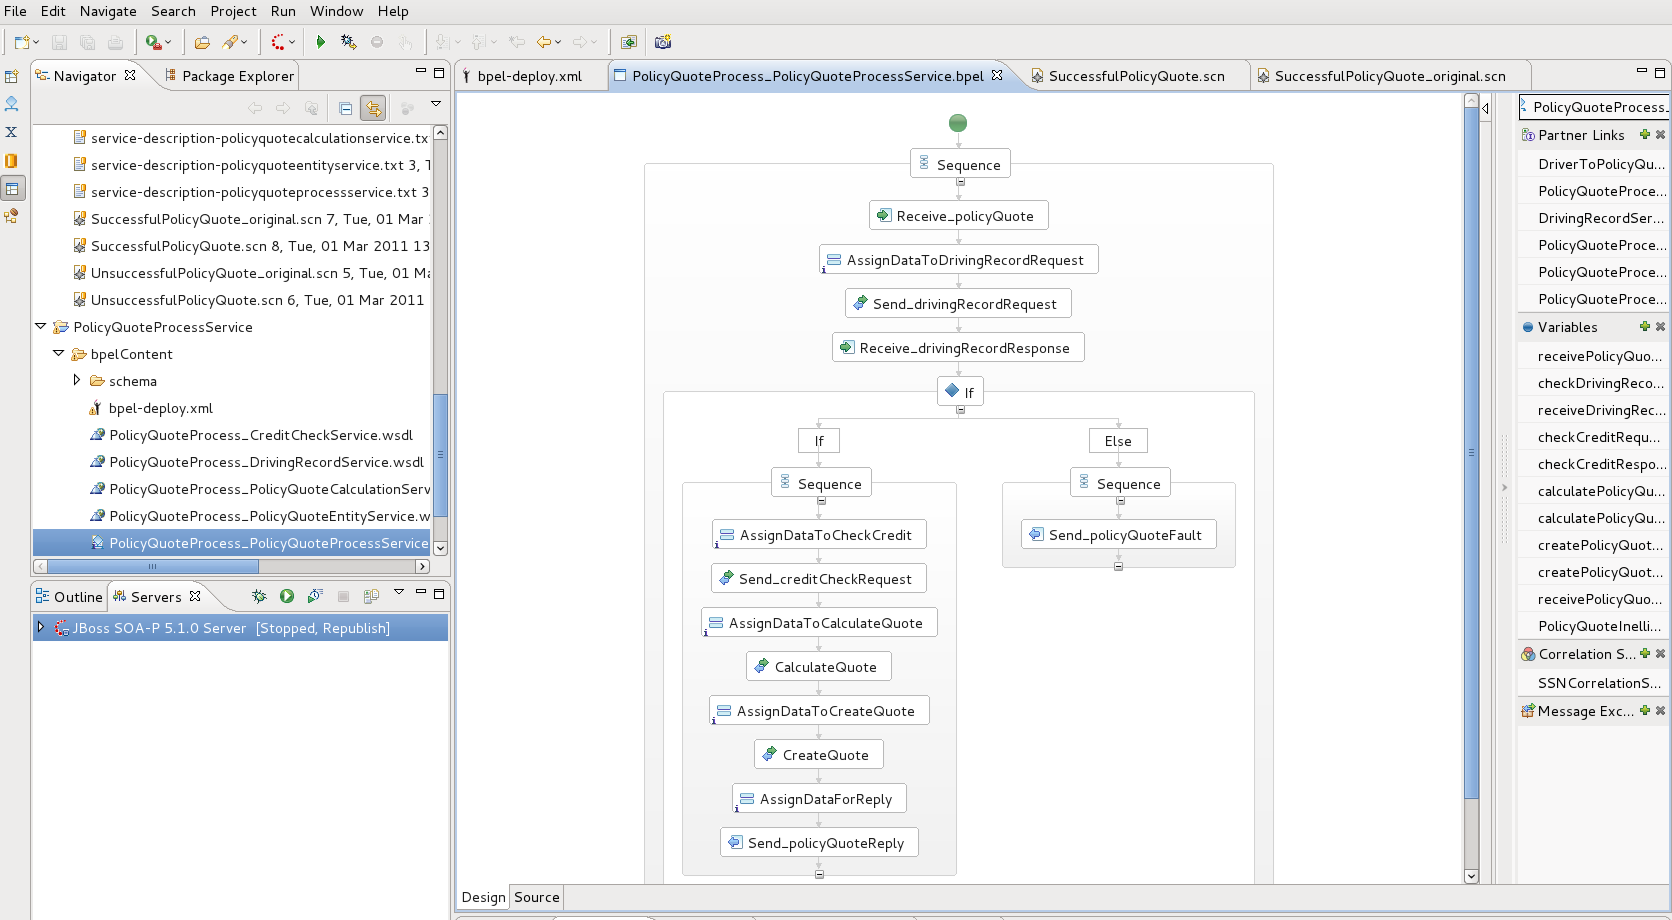 File Edit Navigate Search Project Run Window Help
Navigator Package Explorer
service-description-policyquotecalculationservice.tx
service-description-policyquoteentityservice.txt 3, T
service-description-policyquoteprocessservice.txt 3
SuccessfulPolicyQuote_original.scn 7, Tue, 01 Mar
SuccessfulPolicyQuote.scn 8, Tue, 01 Mar 2011 13
UnsuccessfulPolicyQuote_original.scn 5, Tue, 01 Ma
UnsuccessfulPolicyQuote.scn 6, Tue, 01 Mar 2011
PolicyQuoteProcessService
bpelContent
schema
bpel-deploy.xml
PolicyQuoteProcess_CreditCheckService.wsdl
PolicyQuoteProcess_DrivingRecordService.wsdl
PolicyQuoteProcess_PolicyQuoteCalculationServ
PolicyQuoteProcess_PolicyQuoteEntityService.w
PolicyQuoteProcess_PolicyQuoteProcessService
Outline Servers
JBoss SOA-P 5.1.0 Server [Stopped, Republish]
bpel-deploy.xml PolicyQuoteProcess_PolicyQuoteProcessService.bpel SuccessfulPolicyQuote.scn SuccessfulPolicyQuote_original.scn
Sequence
Receive_policyQuote
AssignDataToDrivingRecordRequest
Send_drivingRecordRequest
Receive_drivingRecordResponse
If
If
Sequence
AssignDataToCheckCredit
Send_creditCheckRequest
AssignDataToCalculateQuote
CalculateQuote
AssignDataToCreateQuote
CreateQuote
AssignDataForReply
Send_policyQuoteReply
Else
Sequence
Send_policyQuoteFault
Design Source
PolicyQuoteProcess_
Partner Links
DriverToPolicyQu...
PolicyQuoteProce...
DrivingRecordSer...
PolicyQuoteProce...
PolicyQuoteProce...
PolicyQuoteProce...
Variables
receivePolicyQuo...
checkDrivingReco...
receiveDrivingRec...
checkCreditRequ...
checkCreditRespo...
calculatePolicyQu...
calculatePolicyQu...
createPolicyQuot...
createPolicyQuot...
receivePolicyQuo...
PolicyQuoteInelli...
Correlation S...
SSNCorrelationS...
Message Exc...